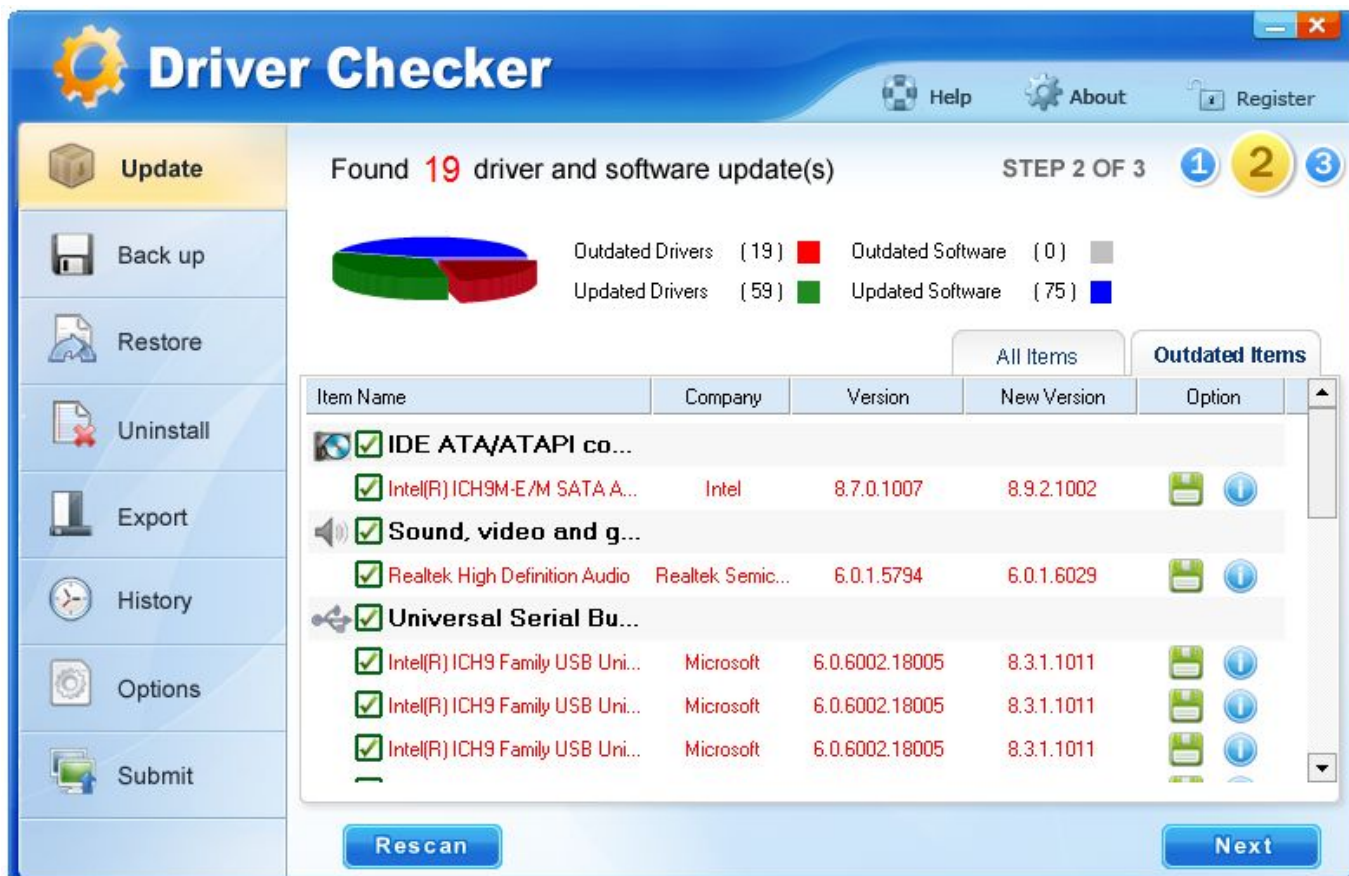 Driver Checker
Help About Register
Update
Back up
Restore
Uninstall
Export
History
Options
Submit
Found 19 driver and software update(s)
STEP 2 OF 3 1 2 3
Outdated Drivers ( 19 ) Outdated Software ( 0 )
Updated Drivers ( 59 ) Updated Software ( 75 )
All Items Outdated Items
Item Name Company Version New Version Option
IDE ATA/ATAPI co...
Intel(R) ICH9M-E/M SATA A... Intel 8.7.0.1007 8.9.2.1002
Sound, video and g...
Realtek High Definition Audio Realtek Semic... 6.0.1.5794 6.0.1.6029
Universal Serial Bu...
Intel(R) ICH9 Family USB Uni... Microsoft 6.0.6002.18005 8.3.1.1011
Intel(R) ICH9 Family USB Uni... Microsoft 6.0.6002.18005 8.3.1.1011
Intel(R) ICH9 Family USB Uni... Microsoft 6.0.6002.18005 8.3.1.1011
Rescan Next